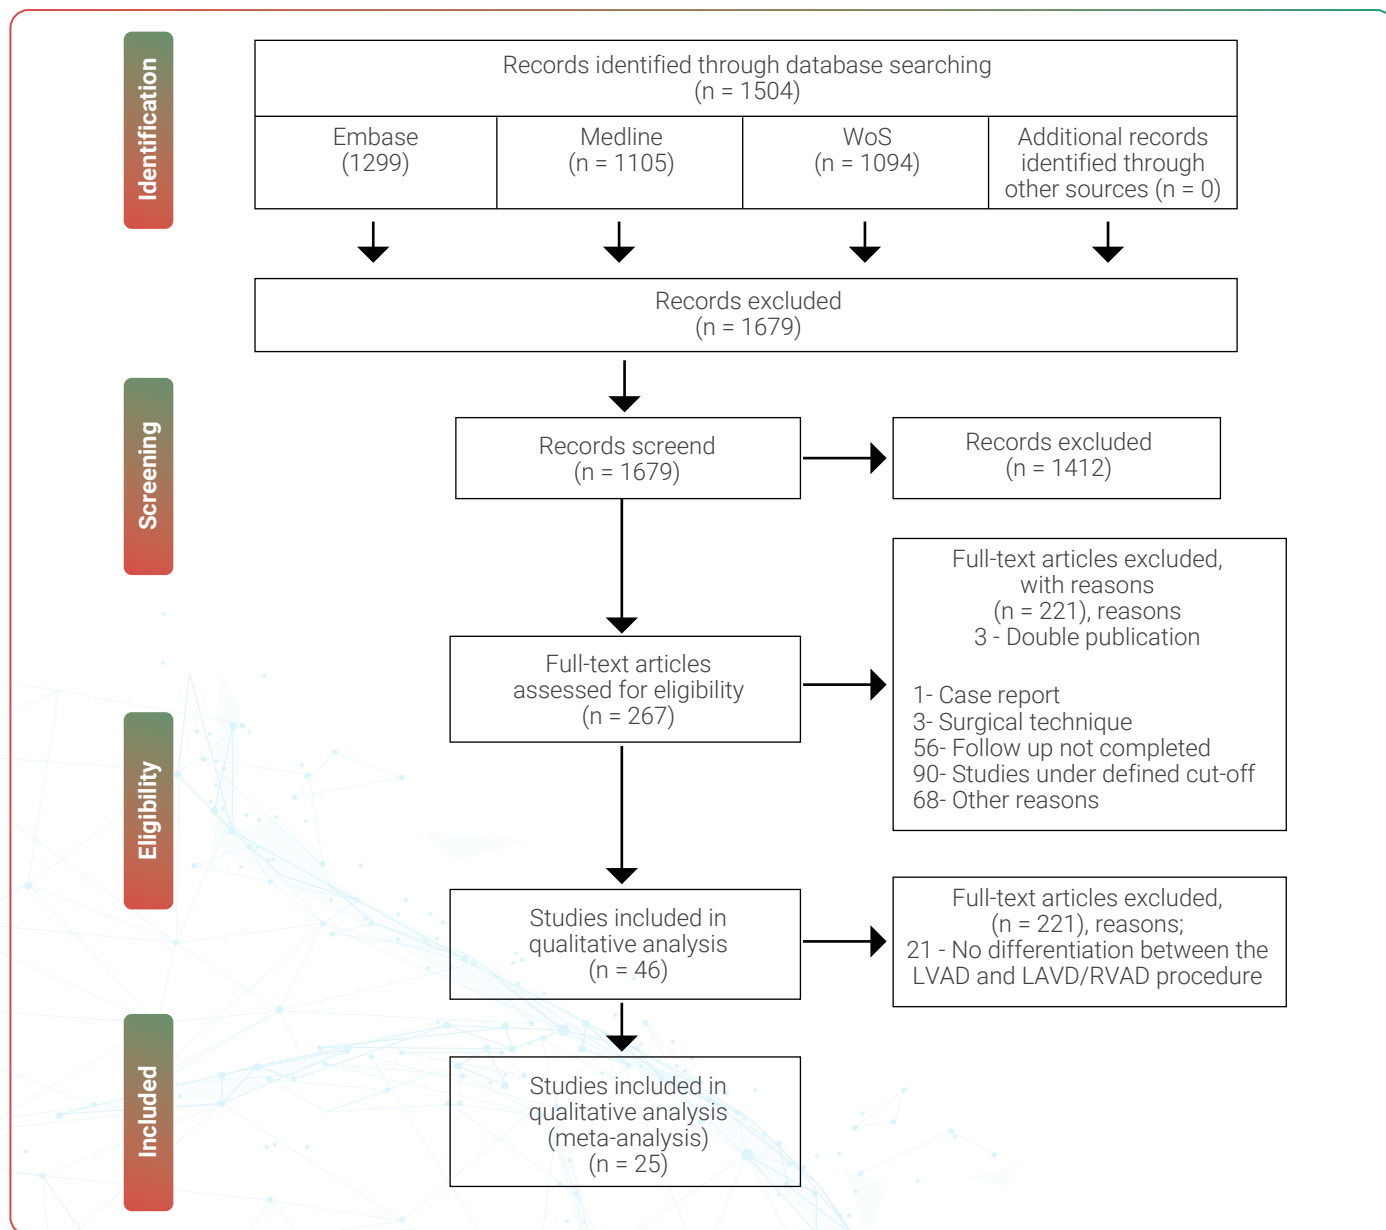 Identification
Records identified through database searching
(n = 1504)
Embase
(1299)
Medline
(n = 1105)
WoS
(n = 1094)
Additional records
identified through
other sources (n = 0)
Records excluded
(n = 1679)
Screening
Records screend
(n = 1679)
Records excluded
(n = 1412)
Full-text articles excluded,
with reasons
(n = 221), reasons
3 - Double publication
1- Case report
3- Surgical technique
56- Follow up not completed
90- Studies under defined cut-off
68- Other reasons
Eligibility
Full-text articles
assessed for eligibility
(n = 267)
Studies included in
qualitative analysis
(n = 46)
Full-text articles excluded,
(n = 221), reasons;
21 - No differentiation between the
LVAD and LAVD/RVAD procedure
Included
Studies included in
qualitative analysis
(meta-analysis)
(n = 25)